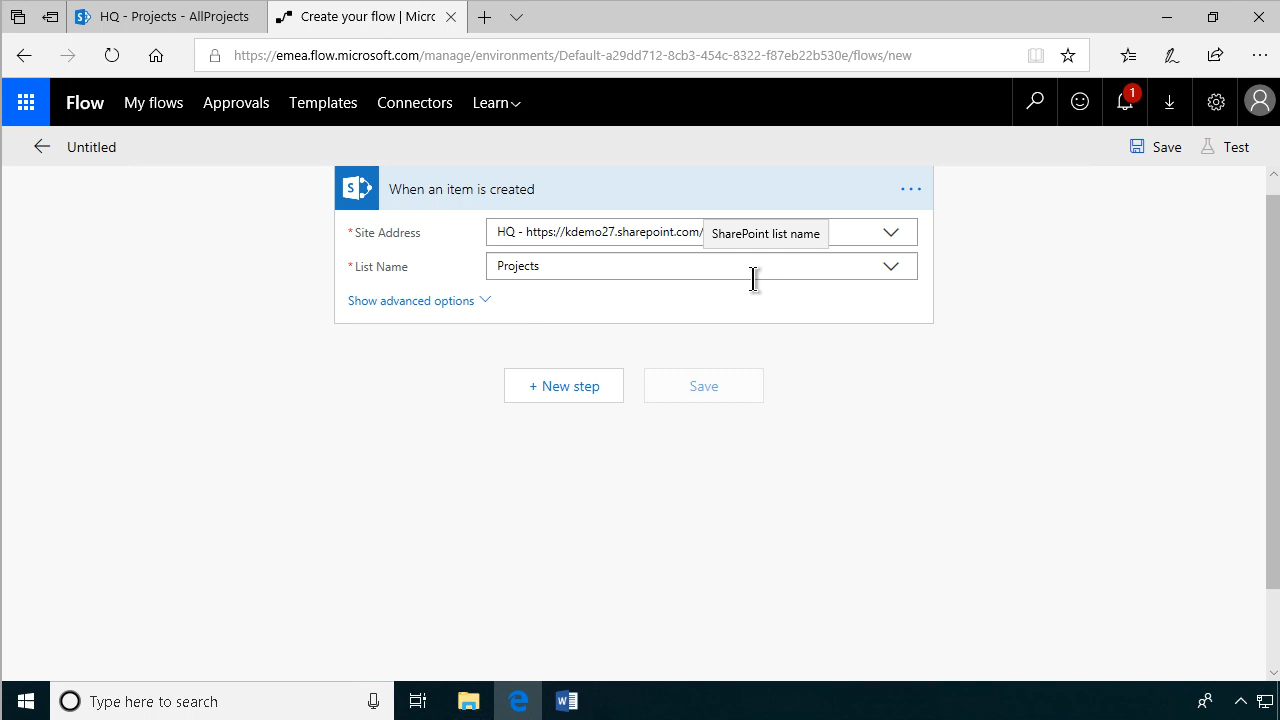 HQ - Projects - AllProjects
Create your flow | Micr
https://emea.flow.microsoft.com/manage/environments/Default-a29dd712-8cb3-454c-8322-f87eb22b530e/flows/new
Flow My flows Approvals Templates Connectors Learn
1
Untitled Save Test
S When an item is created
*Site Address HQ - https://kdemo27.sharepoint.com/ SharePoint list name
*List Name Projects
Show advanced options
+ New step Save
Type here to search